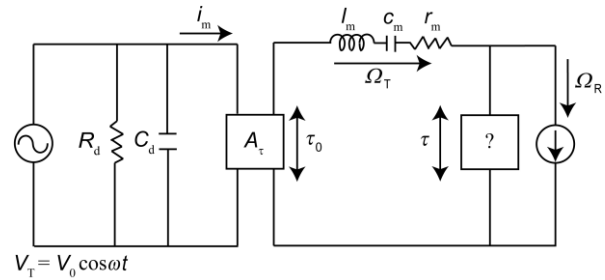 i_m
l_m c_m r_m
Ω_T
Ω_R
R_d
C_d
A_τ
τ_0
τ
?
V_T = V_0 cosωt